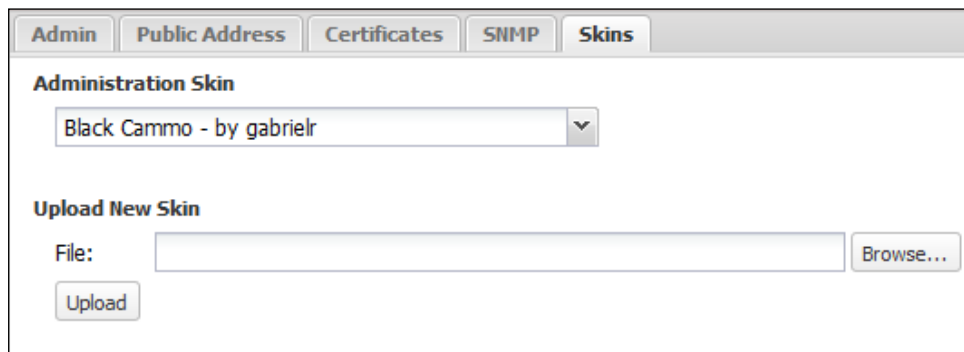 Admin Public Address Certificates SNMP Skins
Administration Skin
Black Cammo - by gabrielr
Upload New Skin
File: Browse...
Upload